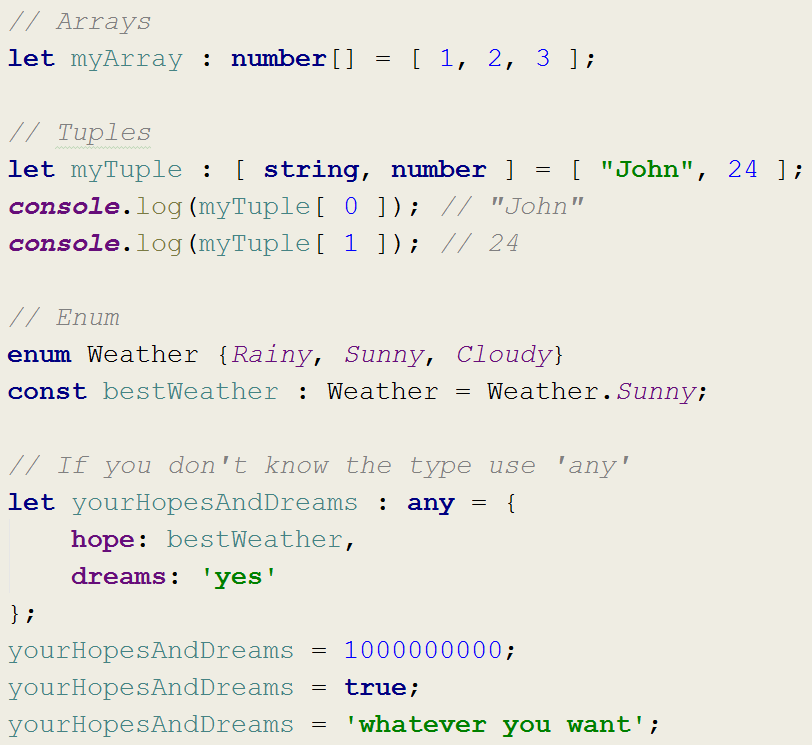 // Arrays
let myArray : number[] = [ 1, 2, 3 ];
// Tuples
let myTuple : [ string, number ] = [ "John", 24 ];
console.log(myTuple[ 0 ]); // "John"
console.log(myTuple[ 1 ]); // 24
// Enum
enum Weather {Rainy, Sunny, Cloudy}
const bestWeather : Weather = Weather.Sunny;
// If you don't know the type use 'any'
let yourHopesAndDreams : any = {
    hope: bestWeather,
    dreams: 'yes'
};
yourHopesAndDreams = 1000000000;
yourHopesAndDreams = true;
yourHopesAndDreams = 'whatever you want';